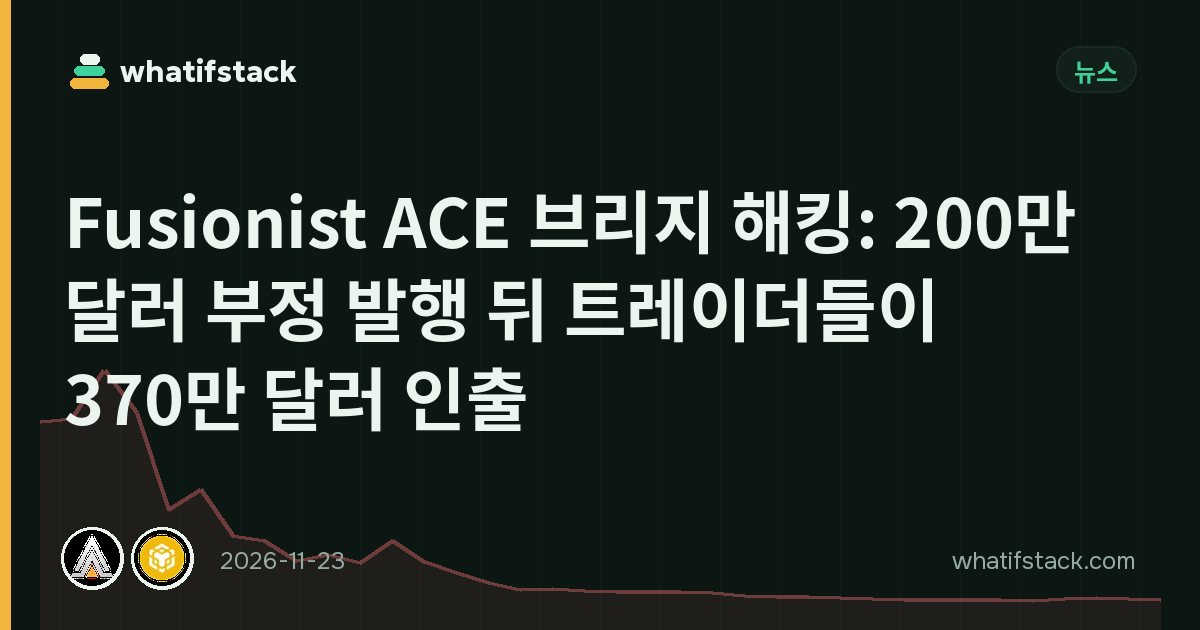 whatifstack
뉴스
Fusionist ACE 브리지 해킹: 200만
달러 부정 발행 뒤 트레이더들이
370만 달러 인출
2026-11-23
whatifstack.com